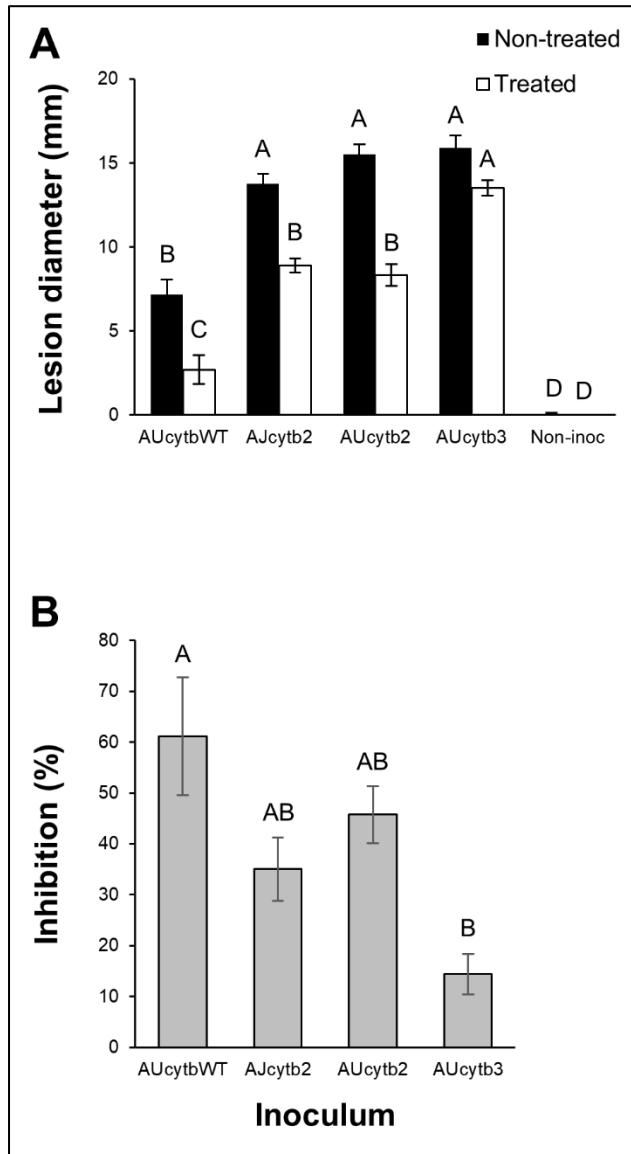 A
Non-treated
Treated
Lesion diameter (mm)
20
15
10
5
0
B
C
A
B
A
B
A
A
D
D
AUcytbWT
AJcytb2
AUcytb2
AUcytb3
Non-inoc
B
Inhibition (%)
80
70
60
50
40
30
20
10
0
A
AB
AB
B
AUcytbWT
AJcytb2
AUcytb2
AUcytb3
Inoculum